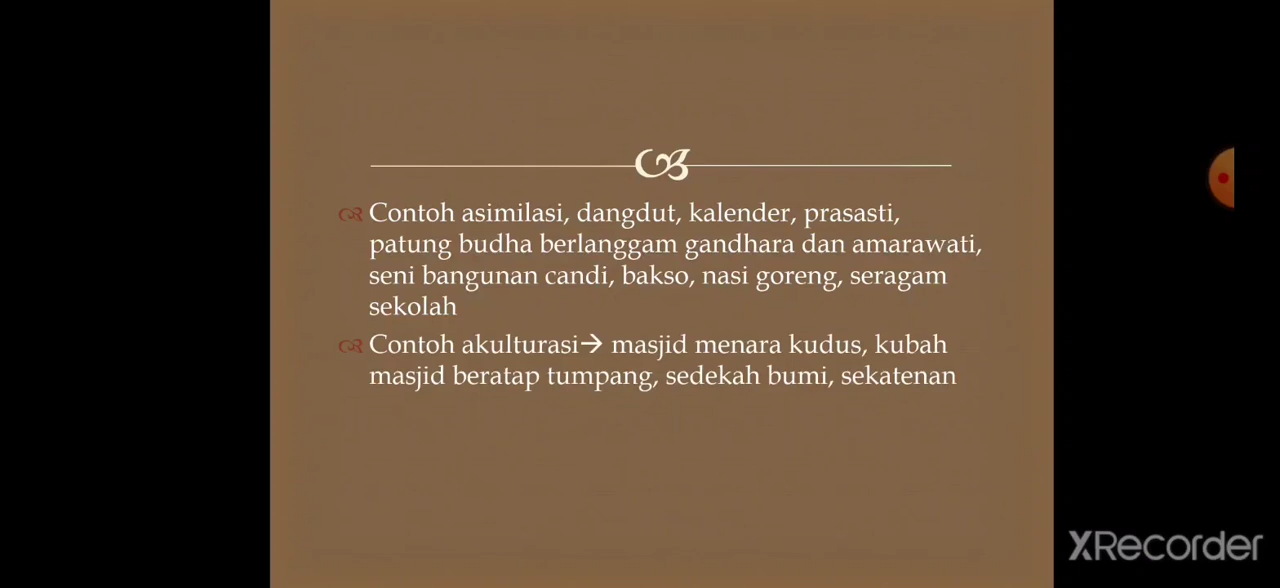 Contoh asimilasi, dangdut, kalender, prasasti,
patung budha berlanggam gandhara dan amarawati,
seni bangunan candi, bakso, nasi goreng, seragam
sekolah
Contoh akulturasi→ masjid menara kudus, kubah
masjid beratap tumpang, sedekah bumi, sekatenan
XRecorder